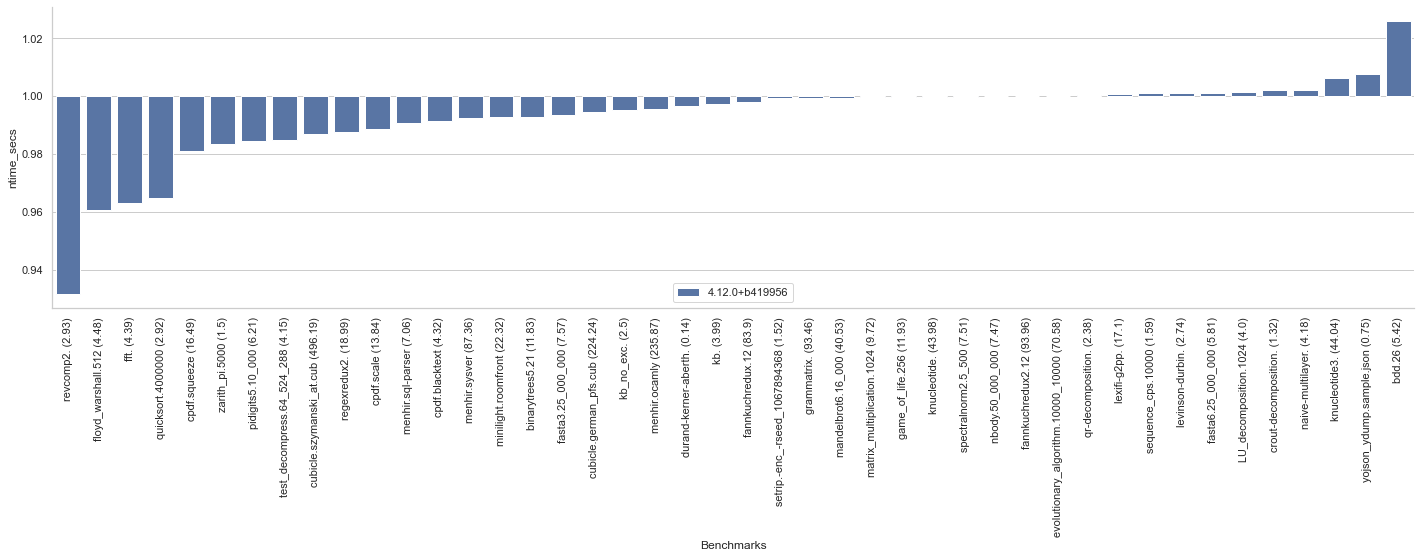 ntime_secs
1.02
1.00
0.98
0.96
0.94
4.12.0+b419956
revcomp2. (2.93)
floyd_warshall.512 (4.48)
fft. (4.39)
quicksort.4000000 (2.92)
cpdf.squeeze (16.49)
zarith_pi.5000 (1.5)
pidigits5.10_000 (6.21)
test_decompress.64_524_288 (4.15)
cubicle.szymanski_at.cub (496.19)
regexredux2. (18.99)
cpdf.scale (13.84)
menhir.sql-parser (7.06)
cpdf.blacktext (4.32)
menhir.sysver (87.36)
minilight.roomfront (22.32)
binarytrees5.21 (11.83)
fasta3.25_000_000 (7.57)
cubicle.german_pfs.cub (224.24)
kb_no_exc. (2.5)
menhir.ocamly (235.87)
durand-kerner-aberth. (0.14)
kb. (3.99)
fannkuchredux.12 (83.9)
setrip.-enc_-rseed_1067894368 (1.52)
grammatrix. (93.46)
mandelbrot6.16_000 (40.53)
matrix_multiplication.1024 (9.72)
game_of_life.256 (11.93)
knucleotide. (43.98)
spectralnorm2.5_500 (7.51)
nbody.50_000_000 (7.47)
fannkuchredux2.12 (93.96)
evolutionary_algorithm.10000_10000 (70.58)
qr-decomposition. (2.38)
lexifi-g2pp. (17.1)
sequence_cps.10000 (1.59)
levinson-durbin. (2.74)
fasta6.25_000_000 (5.81)
LU_decomposition.1024 (4.0)
crout-decomposition. (1.32)
naive-multilayer. (4.18)
knucleotide3. (44.04)
yojson_ydump.sample.json (0.75)
bdd.26 (5.42)
Benchmarks